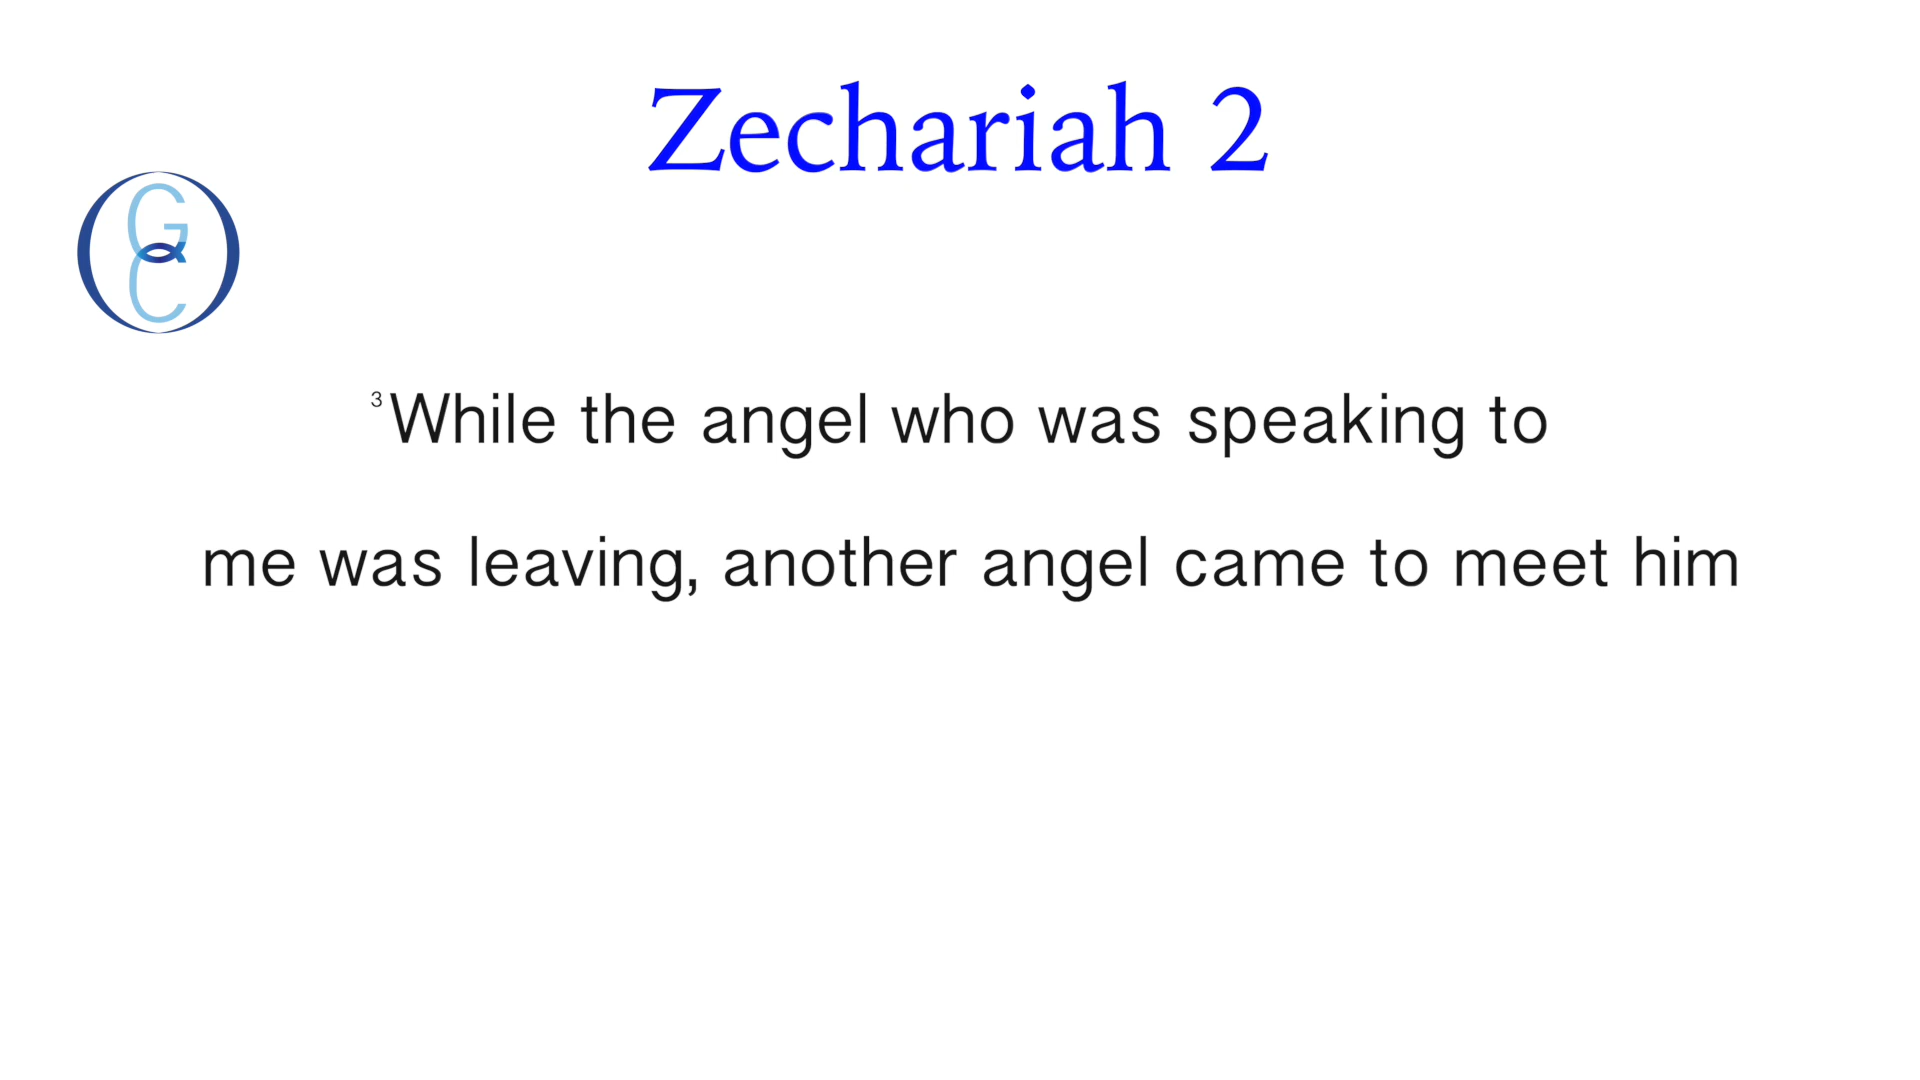 Zechariah 2
G
C
³While the angel who was speaking to
me was leaving, another angel came to meet him